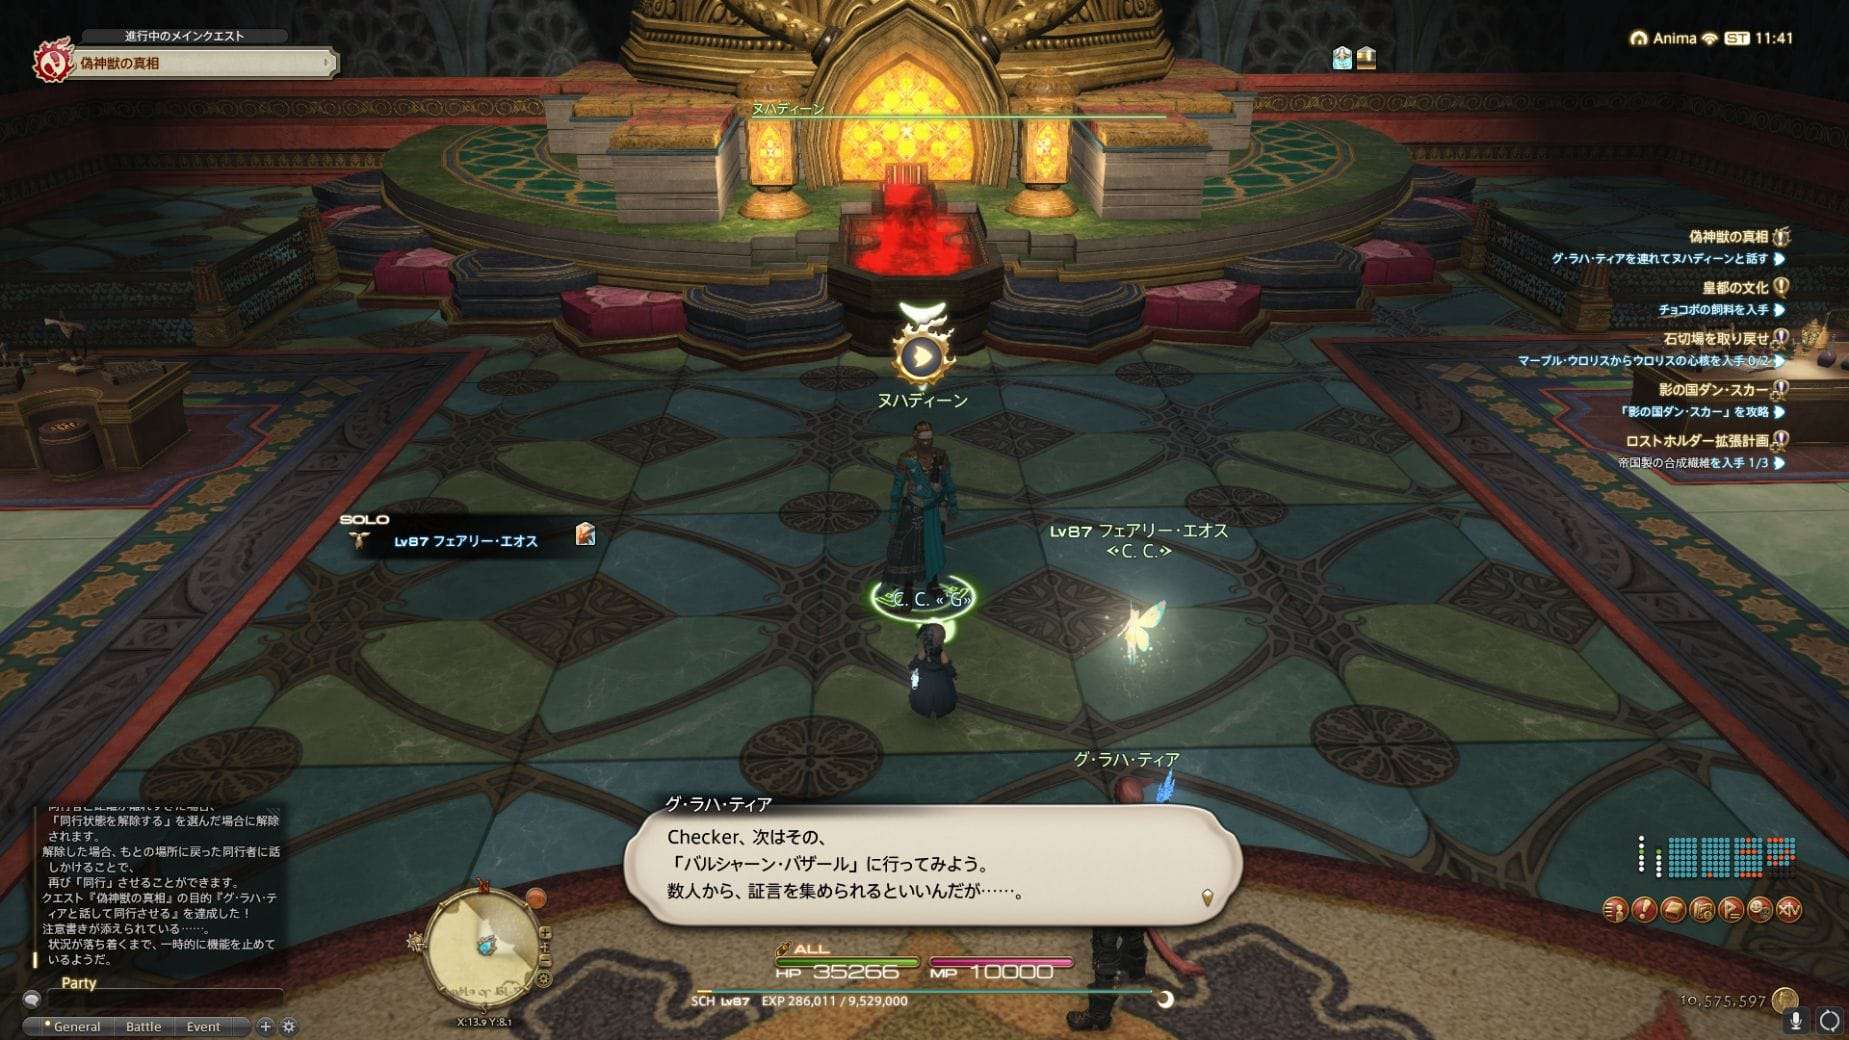 進行中のメインクエスト
偽神獣の真相
Anima ST 11:41
ヌハディーン
偽神獣の真相
グ・ラハ・ティアを連れてヌハディーンと話す
皇都の文化
チョコボの飼料を入手
石切場を取り戻せ
マーブル・ウロリスからウロリスの心核を入手 0/2
影の国ダン・スカー
「影の国ダン・スカー」を攻略
ロストホルダー拡張計画
帝国製の合成繊維を入手 1/3
ヌハディーン
SOLO
Lv87 フェアリー・エオス
Lv87 フェアリー・エオス
≪C. C.≫
C. C. « G»
グ・ラハ・ティア
グ・ラハ・ティア
Checker、次はその、
「バルシャーン・バザール」に行ってみよう。
数人から、証言を集められるといいんだが……。
「同行状態を解除する」を選んだ場合に解除
されます。
解除した場合、もとの場所に戻った同行者に話
しかけることで、
再び「同行」させることができます。
クエスト『偽神獣の真相』の目的『グ・ラハ・テ
ィアと話して同行させる』を達成した！
注意書きが添えられている……。
状況が落ち着くまで、一時的に機能を止めて
いるようだ。
Party
General Battle Event
X:13.9 Y:8.1
ALL
HP 35266 MP 10000
SCH Lv87 EXP 286,011 / 9,529,000
XIV
10,575,597